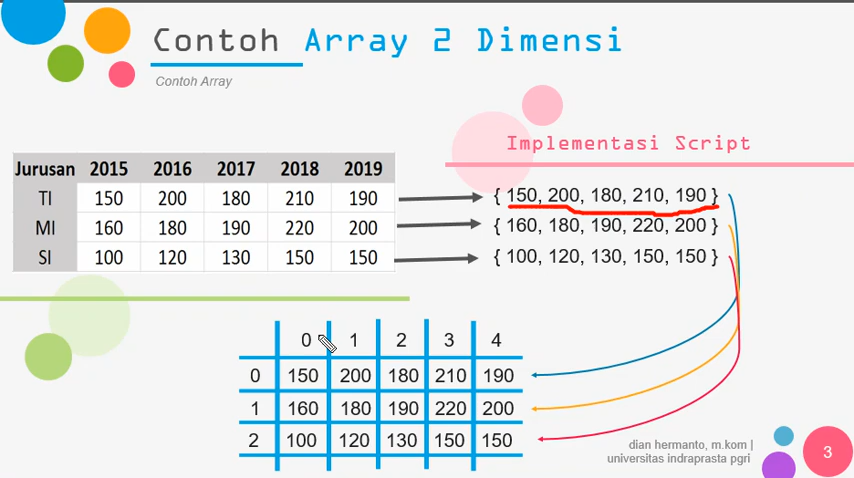 Contoh Array 2 Dimensi
Contoh Array
Implementasi Script
Jurusan 2015 2016 2017 2018 2019
TI 150 200 180 210 190
MI 160 180 190 220 200
SI 100 120 130 150 150
{ 150, 200, 180, 210, 190 }
{ 160, 180, 190, 220, 200 }
{ 100, 120, 130, 150, 150 }
0 1 2 3 4
0 150 200 180 210 190
1 160 180 190 220 200
2 100 120 130 150 150
dian hermanto, m.kom |
universitas indraprasta pgri
3